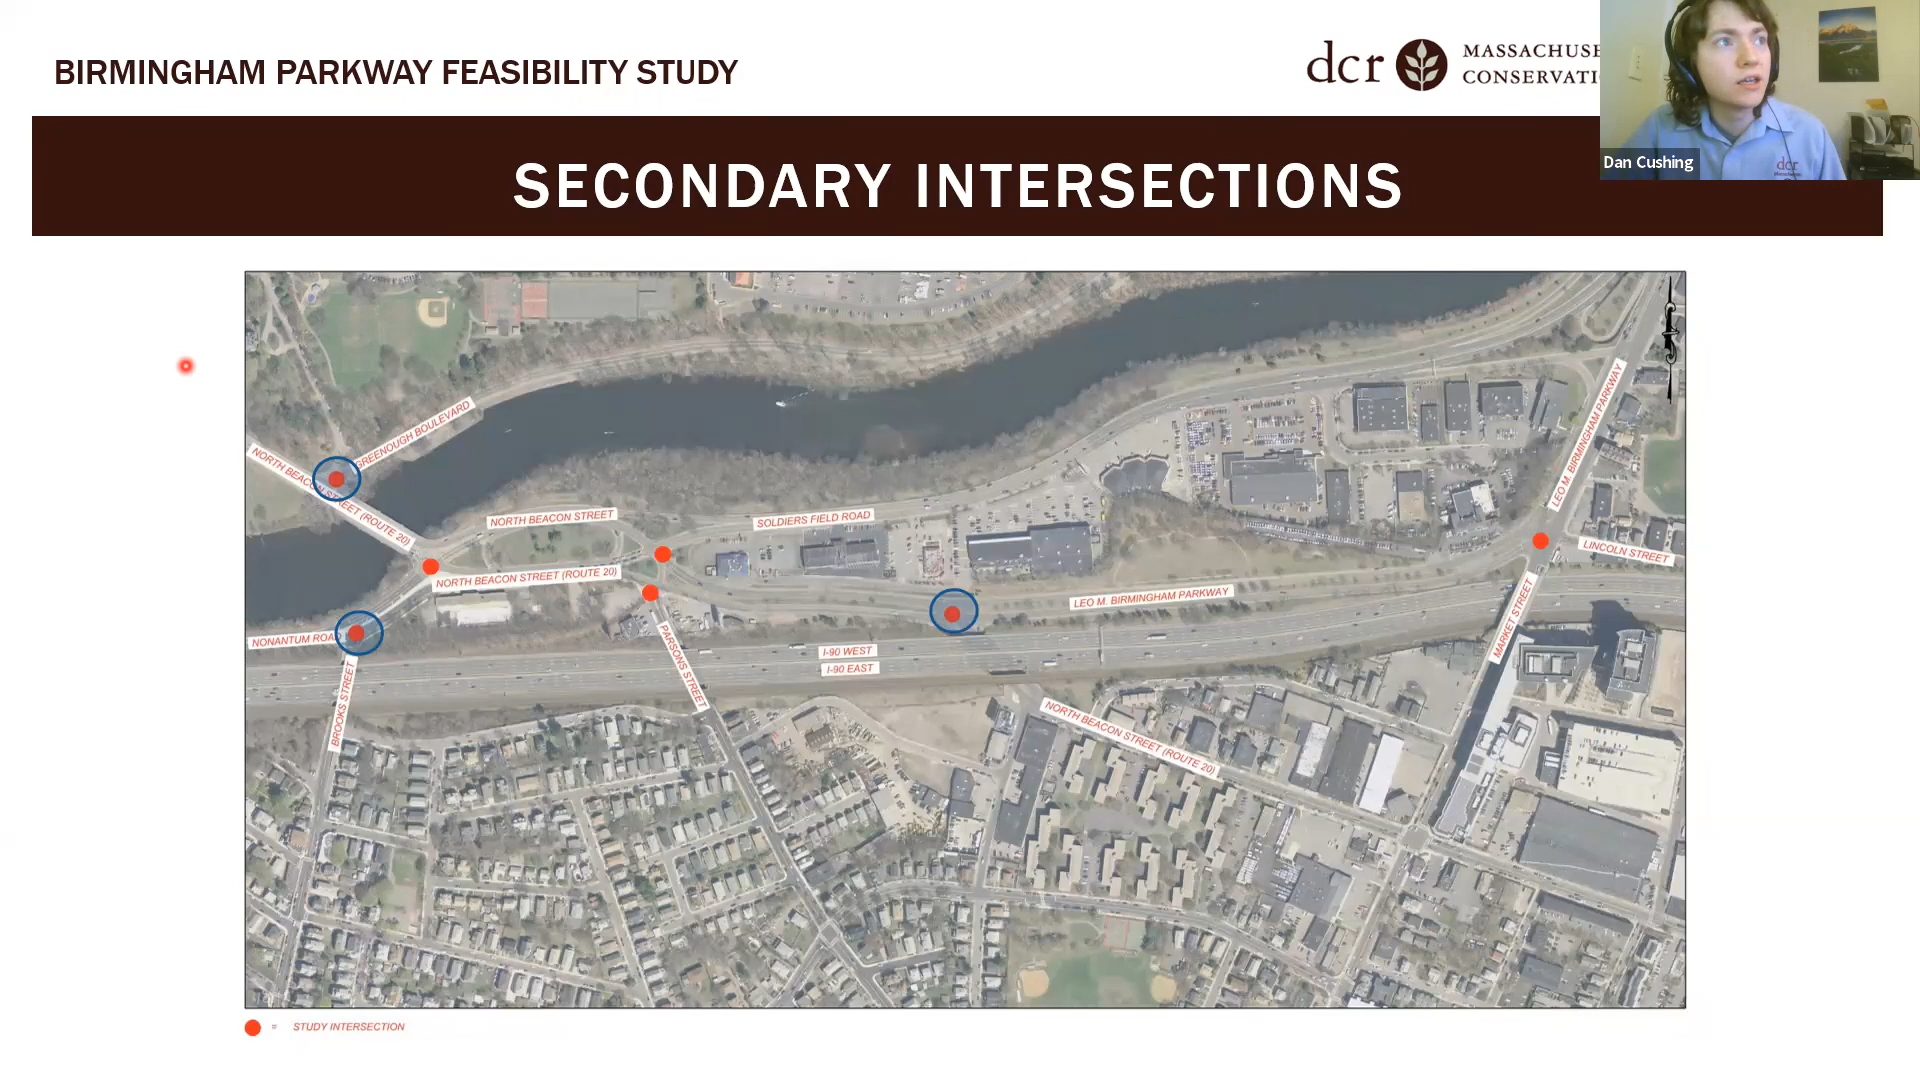 BIRMINGHAM PARKWAY FEASIBILITY STUDY
dcr
MASSACHUSE
CONSERVATI
dcr
Dan Cushing
SECONDARY INTERSECTIONS
GREENOUGH BOULEVARD
NORTH BEACON STREET (ROUTE 20)
NORTH BEACON STREET
SOLDIERS FIELD ROAD
LEO M. BIRMINGHAM PARKWAY
LINCOLN STREET
NORTH BEACON STREET (ROUTE 20)
LEO M. BIRMINGHAM PARKWAY
MARKET STREET
NONANTUM ROAD
BROOKS STREET
PARSONS STREET
I-90 WEST
I-90 EAST
NORTH BEACON STREET (ROUTE 20)
= STUDY INTERSECTION